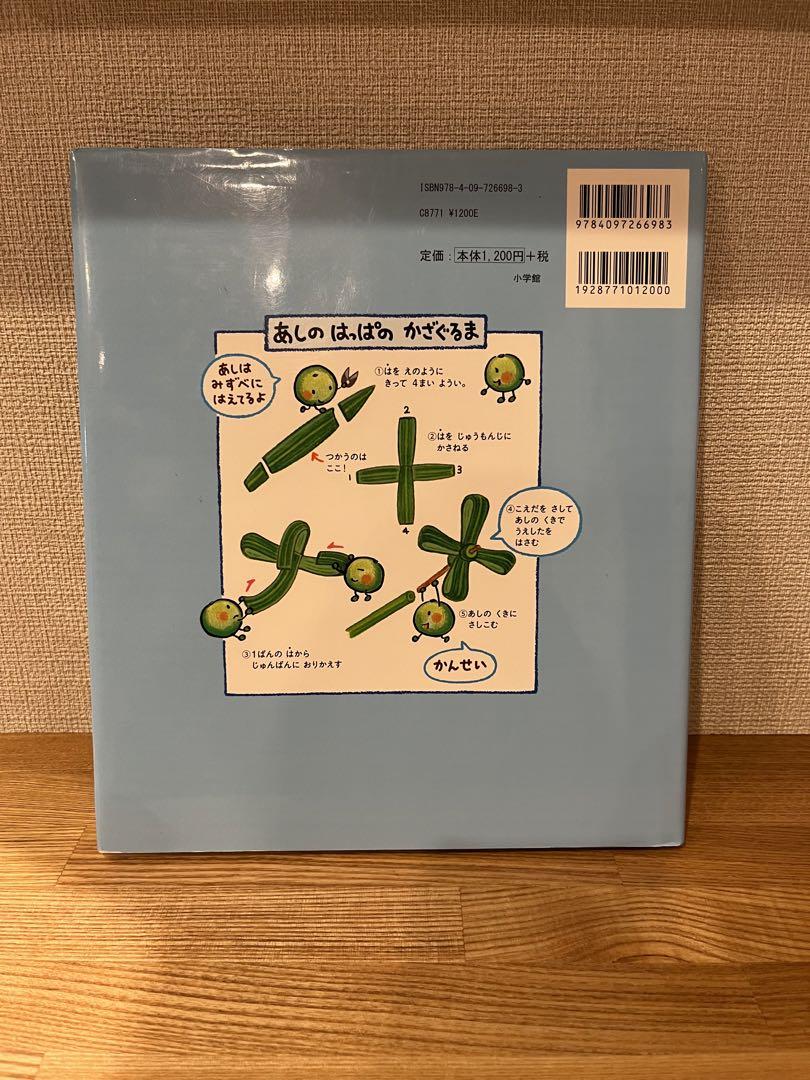 ISBN978-4-09-726698-3
C8771 ¥1200E
定価：本体1,200円+税
小学館
9784097266983
1928771012000
あしの はっぱの かざぐるま
あしは
みずべに
はえてるよ
①はを えのように
きって 4まい ようい。
つかうのは
ここ！
②はを じゅうもんじに
かさねる
1
2
3
4
③1ばんの はから
じゅんばんに おりかえす
④こえだを さして
あしの くきで
うえしたを
はさむ
⑤あしの くきに
さしこむ
かんせい